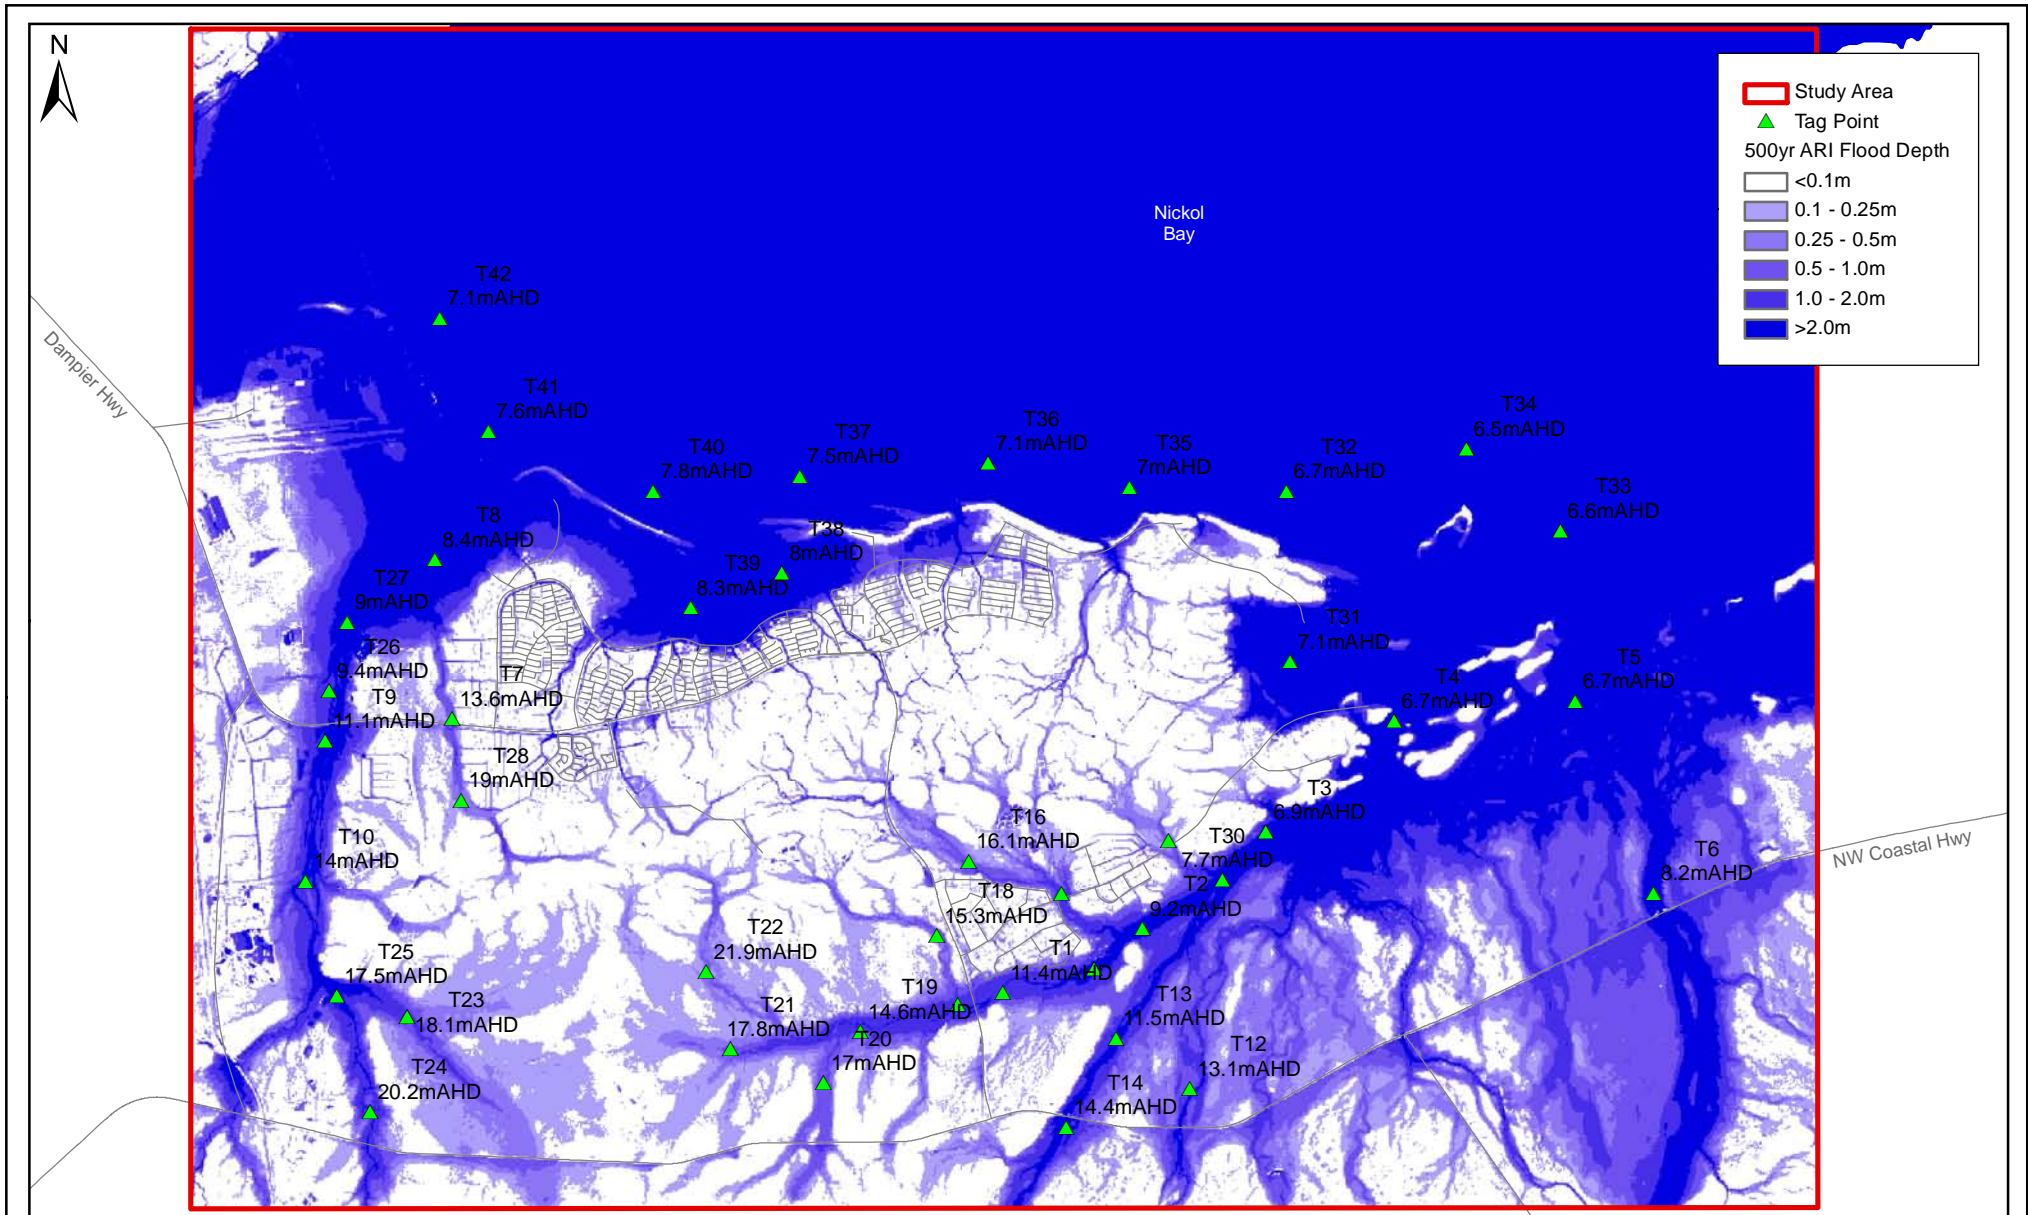 N
Study Area
Tag Point
500yr ARI Flood Depth
<0.1m
0.1 - 0.25m
0.25 - 0.5m
0.5 - 1.0m
1.0 - 2.0m
>2.0m
Nickol
Bay
Dampier Hwy
NW Coastal Hwy
T42
7.1mAHD
T41
7.6mAHD
T40
7.8mAHD
T37
7.5mAHD
T36
7.1mAHD
T35
7mAHD
T32
6.7mAHD
T34
6.5mAHD
T33
6.6mAHD
T8
8.4mAHD
T38
8mAHD
T39
8.3mAHD
T27
9mAHD
T26
9.4mAHD
T9
11.1mAHD
T7
13.6mAHD
T28
19mAHD
T31
7.1mAHD
T4
6.7mAHD
T5
6.7mAHD
T3
6.9mAHD
T10
14mAHD
T16
16.1mAHD
T30
7.7mAHD
T2
9.2mAHD
T6
8.2mAHD
T18
15.3mAHD
T22
21.9mAHD
T1
11.4mAHD
T25
17.5mAHD
T23
18.1mAHD
T21
17.8mAHD
T19
14.6mAHD
T20
17mAHD
T13
11.5mAHD
T12
13.1mAHD
T24
20.2mAHD
T14
14.4mAHD